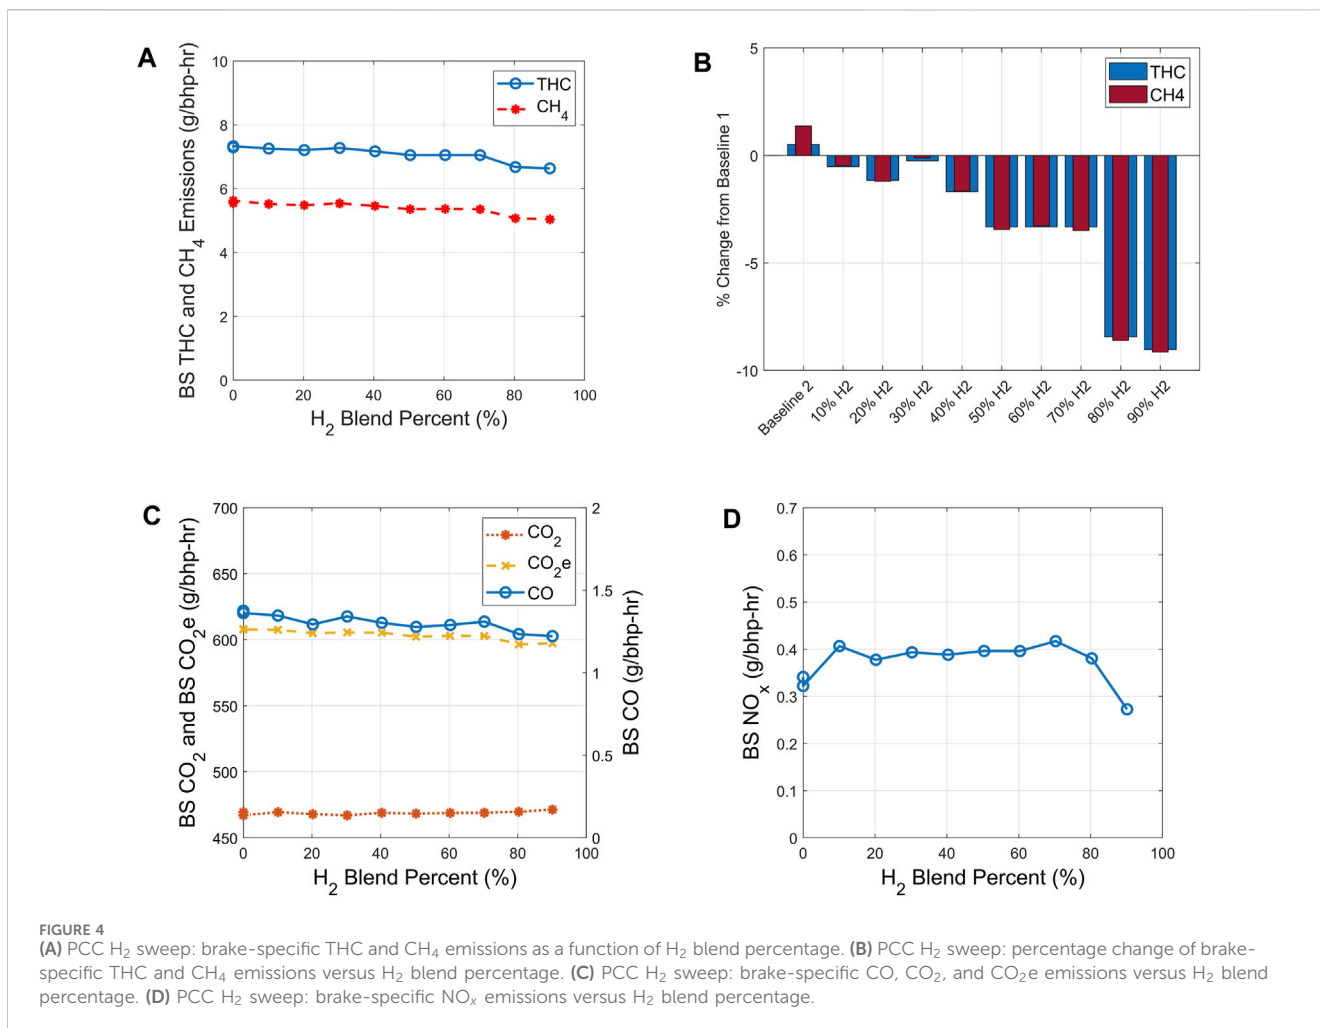 A
BS THC and CH4 Emissions (g/bhp-hr)
10
8
6
4
2
0
0 20 40 60 80 100
H2 Blend Percent (%)
THC
CH4
B
% Change from Baseline 1
5
0
-5
-10
Baseline 2
10% H2
20% H2
30% H2
40% H2
50% H2
60% H2
70% H2
80% H2
90% H2
THC
CH4
C
BS CO2 and BS CO2e (g/bhp-hr)
700
650
600
550
500
450
0 20 40 60 80 100
H2 Blend Percent (%)
2
1.5
1
0.5
0
BS CO (g/bhp-hr)
CO2
CO2e
CO
D
BS NOx (g/bhp-hr)
0.7
0.6
0.5
0.4
0.3
0.2
0.1
0
0 20 40 60 80 100
H2 Blend Percent (%)
FIGURE 4
(A) PCC H2 sweep: brake-specific THC and CH4 emissions as a function of H2 blend percentage. (B) PCC H2 sweep: percentage change of brake-
specific THC and CH4 emissions versus H2 blend percentage. (C) PCC H2 sweep: brake-specific CO, CO2, and CO2e emissions versus H2 blend
percentage. (D) PCC H2 sweep: brake-specific NOx emissions versus H2 blend percentage.